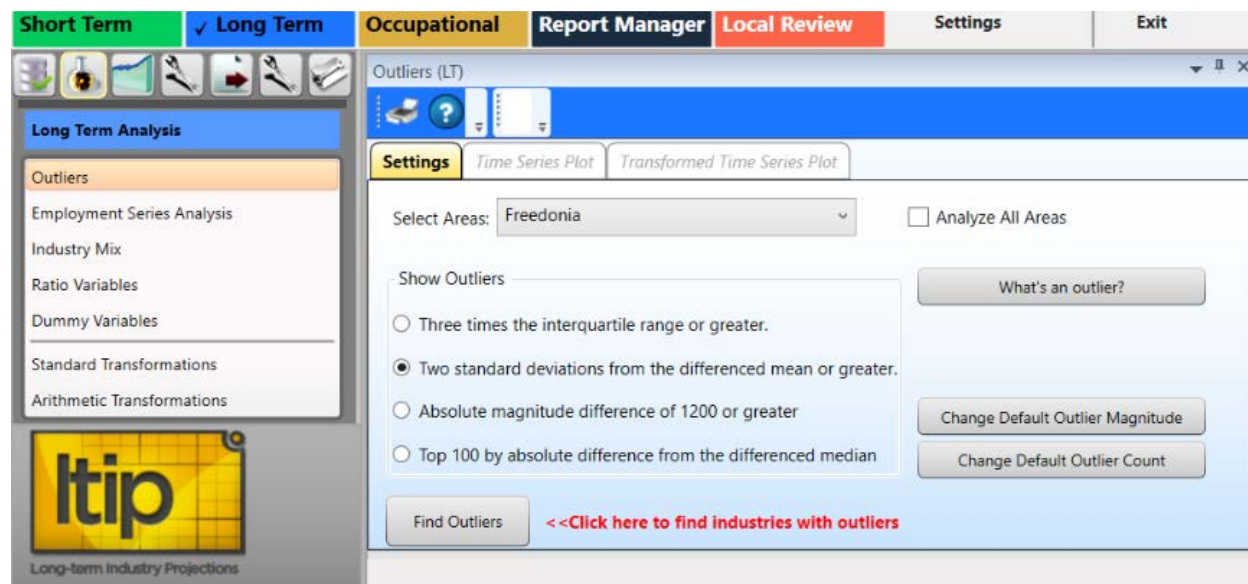 Short Term ✓ Long Term Occupational Report Manager Local Review Settings Exit
Outliers (LT)
Long Term Analysis
Outliers
Employment Series Analysis
Industry Mix
Ratio Variables
Dummy Variables
Standard Transformations
Arithmetic Transformations
ltip
Long-term Industry Projections
Settings Time Series Plot Transformed Time Series Plot
Select Areas: Freedonia Analyze All Areas
Show Outliers
What's an outlier?
Three times the interquartile range or greater.
Two standard deviations from the differenced mean or greater.
Absolute magnitude difference of 1200 or greater
Change Default Outlier Magnitude
Top 100 by absolute difference from the differenced median
Change Default Outlier Count
Find Outliers <<Click here to find industries with outliers